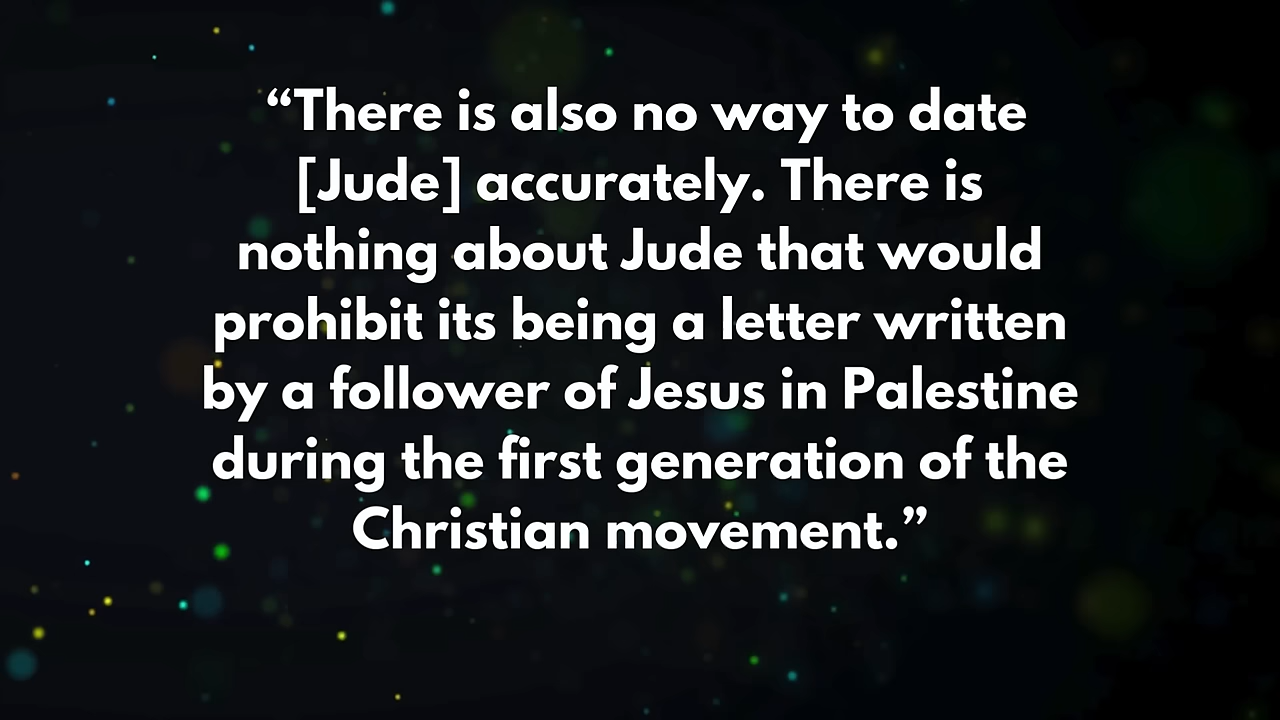 “There is also no way to date
[Jude] accurately. There is
nothing about Jude that would
prohibit its being a letter written
by a follower of Jesus in Palestine
during the first generation of the
Christian movement.”